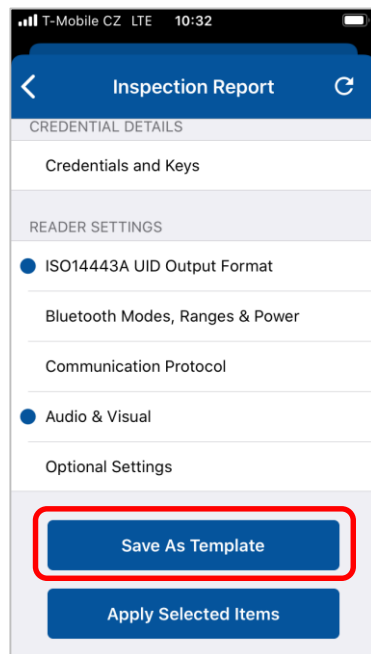 T-Mobile CZ LTE 10:32
Inspection Report
CREDENTIAL DETAILS
Credentials and Keys
READER SETTINGS
ISO14443A UID Output Format
Bluetooth Modes, Ranges & Power
Communication Protocol
Audio & Visual
Optional Settings
Save As Template
Apply Selected Items